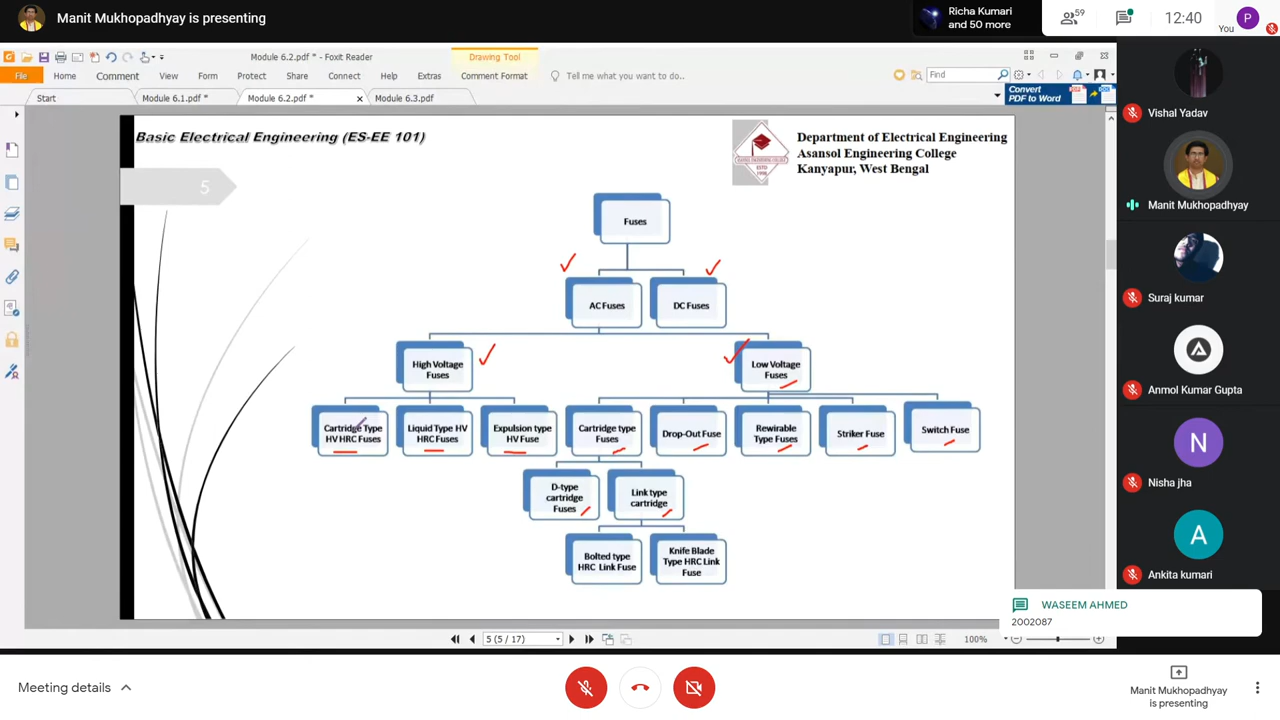 Manit Mukhopadhyay is presenting
Richa Kumari
and 50 more
59
12:40
You
P
Module 6.2.pdf * - Foxit Reader
Drawing Tool
File
Home
Comment
View
Form
Protect
Share
Connect
Help
Extras
Comment Format
Tell me what you want to do..
Find
Start
Module 6.1.pdf *
Module 6.2.pdf *
Module 6.3.pdf
Convert
PDF to Word
Basic Electrical Engineering (ES-EE 101)
Department of Electrical Engineering
Asansol Engineering College
Kanyapur, West Bengal
5
Fuses
AC Fuses
DC Fuses
High Voltage
Fuses
Low Voltage
Fuses
Cartridge Type
HV HRC Fuses
Liquid Type HV
HRC Fuses
Expulsion type
HV Fuse
Cartridge type
Fuses
Drop-Out Fuse
Rewirable
Type Fuses
Striker Fuse
Switch Fuse
D-type
cartridge
Fuses
Link type
cartridge
Bolted type
HRC Link Fuse
Knife Blade
Type HRC Link
Fuse
5 (5 / 17)
100%
Vishal Yadav
Manit Mukhopadhyay
Suraj kumar
Anmol Kumar Gupta
N
Nisha jha
A
Ankita kumari
WASEEM AHMED
2002087
Meeting details
Manit Mukhopadhyay
is presenting